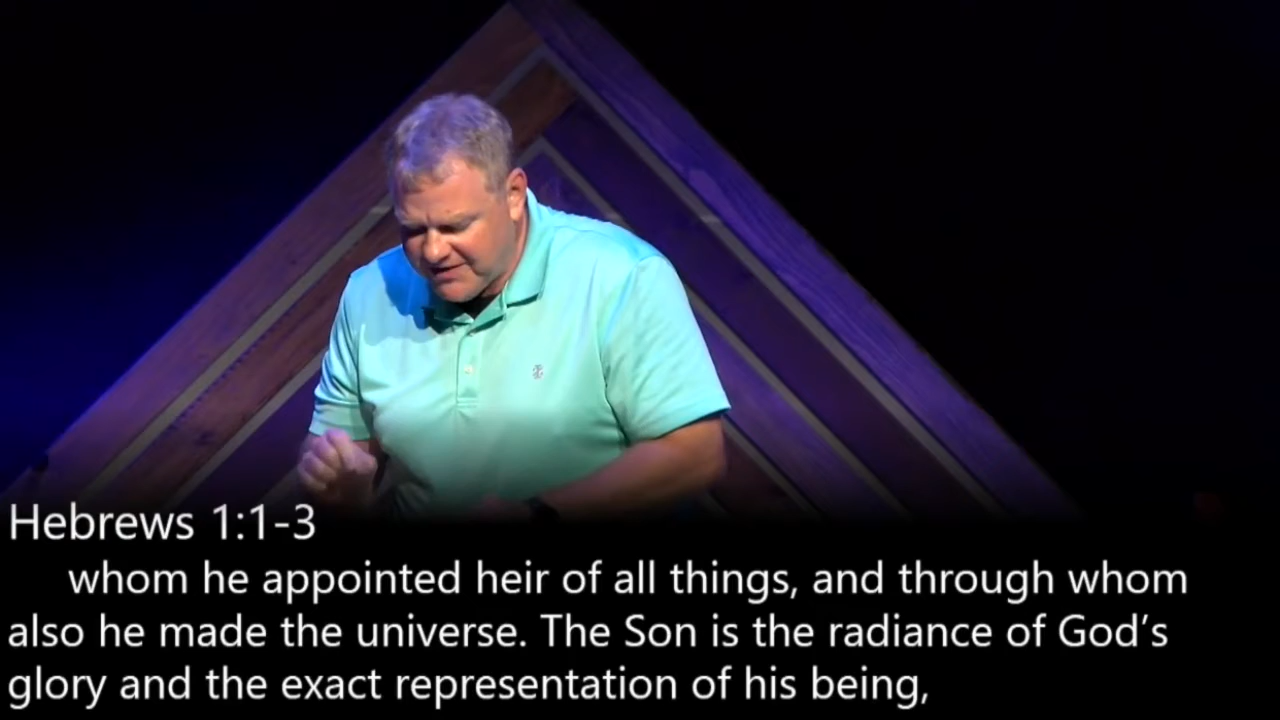 Hebrews 1:1-3
whom he appointed heir of all things, and through whom
also he made the universe. The Son is the radiance of God’s
glory and the exact representation of his being,